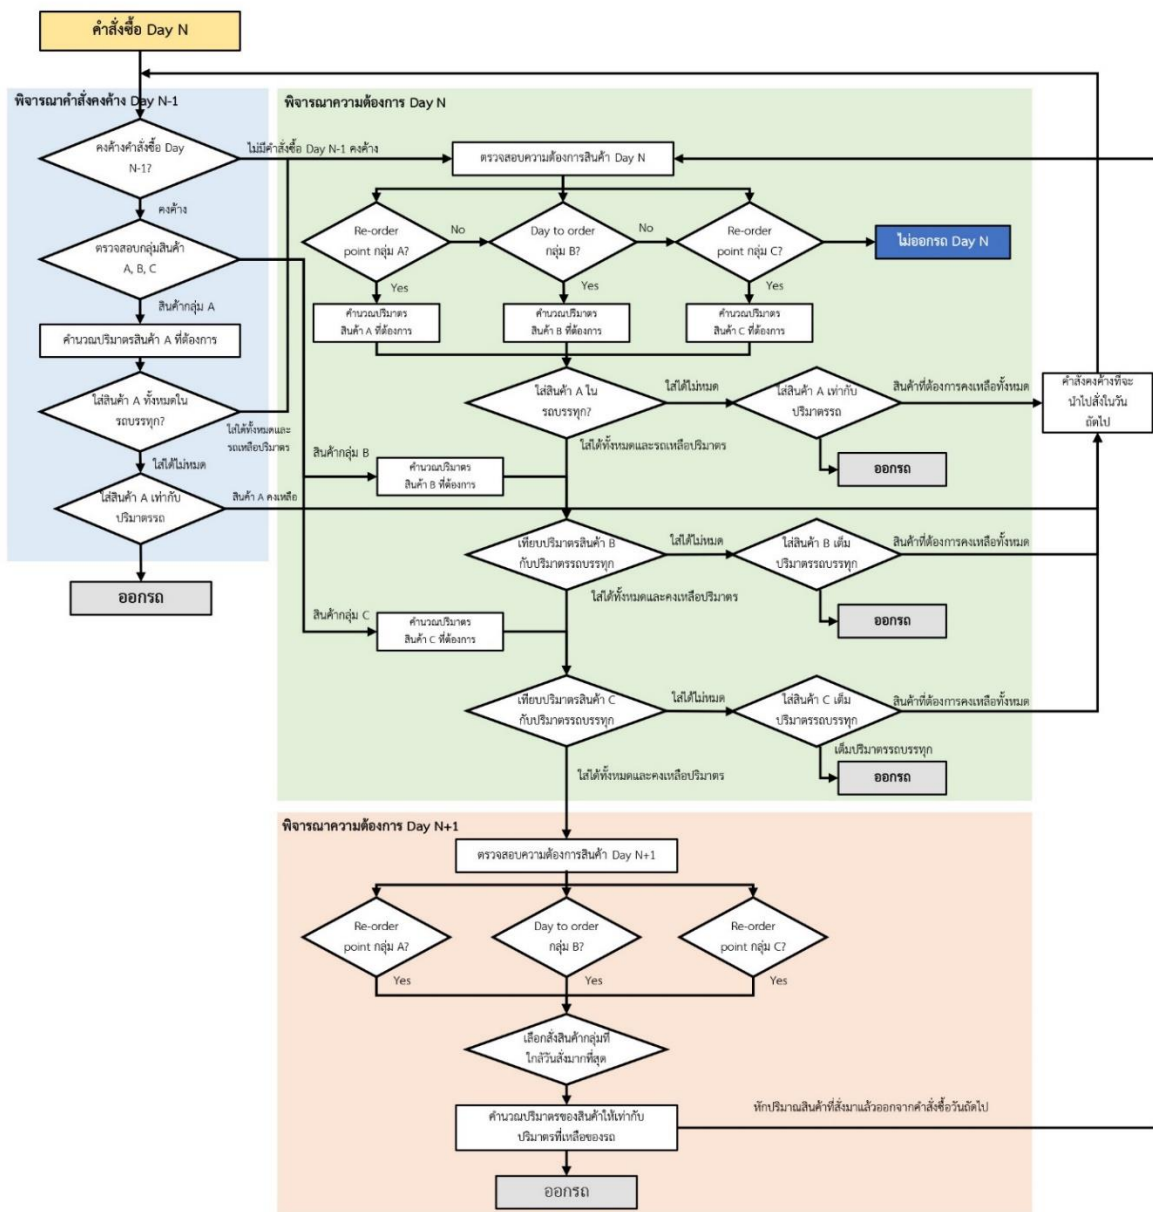 คำสั่งซื้อ Day N
พิจารณาคำสั่งคงค้าง Day N-1
คงค้างคำสั่งซื้อ Day
N-1?
ไม่มีคำสั่งซื้อ Day N-1 คงค้าง
คงค้าง
ตรวจสอบกลุ่มสินค้า
A, B, C
สินค้ากลุ่ม A
คำนวณปริมาตรสินค้า A ที่ต้องการ
ใส่สินค้า A ทั้งหมดใน
รถบรรทุก?
ใส่ได้ทั้งหมดและ
รถเหลือปริมาตร
ใส่ได้ไม่หมด
ใส่สินค้า A เท่ากับ
ปริมาตรรถ
สินค้า A คงเหลือ
ออกรถ
พิจารณาความต้องการ Day N
ตรวจสอบความต้องการสินค้า Day N
Re-order
point กลุ่ม A?
No
Day to order
กลุ่ม B?
No
Re-order
point กลุ่ม C?
ไม่ออกรถ Day N
Yes
Yes
Yes
คำนวณปริมาตร
สินค้า A ที่ต้องการ
คำนวณปริมาตร
สินค้า B ที่ต้องการ
คำนวณปริมาตร
สินค้า C ที่ต้องการ
ใส่สินค้า A ใน
รถบรรทุก?
ใส่ได้ไม่หมด
ใส่สินค้า A เท่ากับ
ปริมาตรรถ
สินค้าที่ต้องการคงเหลือทั้งหมด
คำสั่งคงค้างที่จะ
นำไปสั่งในวัน
ถัดไป
ใส่ได้ทั้งหมดและรถเหลือปริมาตร
ออกรถ
สินค้ากลุ่ม B
คำนวณปริมาตร
สินค้า B ที่ต้องการ
เทียบปริมาตรสินค้า B
กับปริมาตรรถบรรทุก
ใส่ได้ไม่หมด
ใส่สินค้า B เต็ม
ปริมาตรรถบรรทุก
สินค้าที่ต้องการคงเหลือทั้งหมด
ใส่ได้ทั้งหมดและคงเหลือปริมาตร
ออกรถ
สินค้ากลุ่ม C
คำนวณปริมาตร
สินค้า C ที่ต้องการ
เทียบปริมาตรสินค้า C
กับปริมาตรรถบรรทุก
ใส่ได้ไม่หมด
ใส่สินค้า C เต็ม
ปริมาตรรถบรรทุก
สินค้าที่ต้องการคงเหลือทั้งหมด
เต็มปริมาตรรถบรรทุก
ออกรถ
ใส่ได้ทั้งหมดและคงเหลือปริมาตร
พิจารณาความต้องการ Day N+1
ตรวจสอบความต้องการสินค้า Day N+1
Re-order
point กลุ่ม A?
Day to order
กลุ่ม B?
Re-order
point กลุ่ม C?
Yes
Yes
Yes
เลือกสั่งสินค้ากลุ่มที่
ใกล้วันสั่งมากที่สุด
คำนวณปริมาตรของสินค้าให้เท่ากับ
ปริมาตรที่เหลือของรถ
หักปริมาณสินค้าที่สั่งมาแล้วออกจากคำสั่งซื้อวันถัดไป
ออกรถ